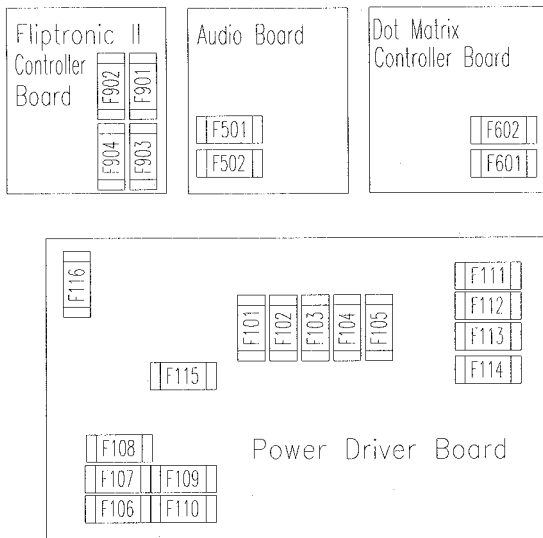 Fliptronic II
Controller
Board
F902
F901
F904
F903
Audio Board
F501
F502
Dot Matrix
Controller Board
F602
F601
F116
F101
F102
F103
F104
F105
F111
F112
F113
F114
F115
Power Driver Board
F108
F107
F109
F106
F110